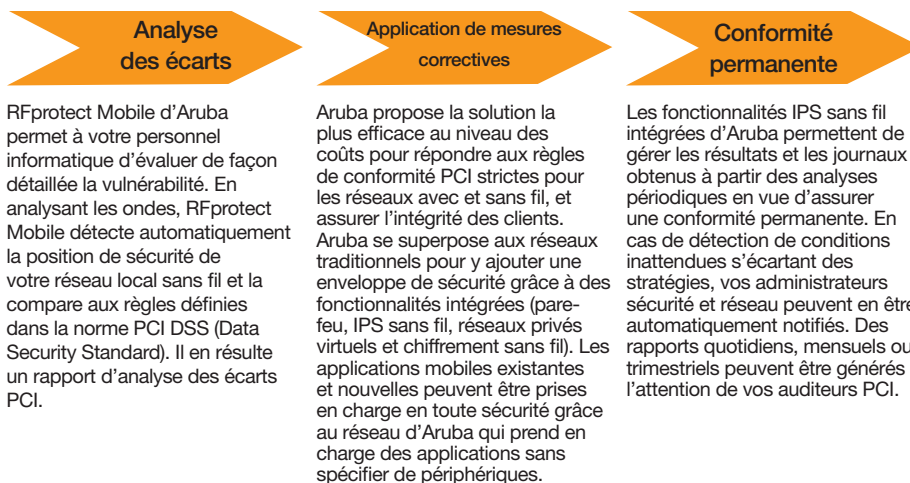 Analyse
des écarts
RFprotect Mobile d'Aruba
permet à votre personnel
informatique d'évaluer de façon
détaillée la vulnérabilité. En
analysant les ondes, RFprotect
Mobile détecte automatiquement
la position de sécurité de
votre réseau local sans fil et la
compare aux règles définies
dans la norme PCI DSS (Data
Security Standard). Il en résulte
un rapport d'analyse des écarts
PCI.
Application de mesures
correctives
Aruba propose la solution la
plus efficace au niveau des
coûts pour répondre aux règles
de conformité PCI strictes pour
les réseaux avec et sans fil, et
assurer l'intégrité des clients.
Aruba se superpose aux réseaux
traditionnels pour y ajouter une
enveloppe de sécurité grâce à des
fonctionnalités intégrées (pare-
feu, IPS sans fil, réseaux privés
virtuels et chiffrement sans fil). Les
applications mobiles existantes
et nouvelles peuvent être prises
en charge en toute sécurité grâce
au réseau d'Aruba qui prend en
charge des applications sans
spécifier de périphériques.
Conformité
permanente
Les fonctionnalités IPS sans fil
intégrées d'Aruba permettent de
gérer les résultats et les journaux
obtenus à partir des analyses
périodiques en vue d'assurer
une conformité permanente. En
cas de détection de conditions
inattendues s'écartant des
stratégies, vos administrateurs
sécurité et réseau peuvent en être
automatiquement notifiés. Des
rapports quotidiens, mensuels ou
trimestriels peuvent être générés
l'attention de vos auditeurs PCI.